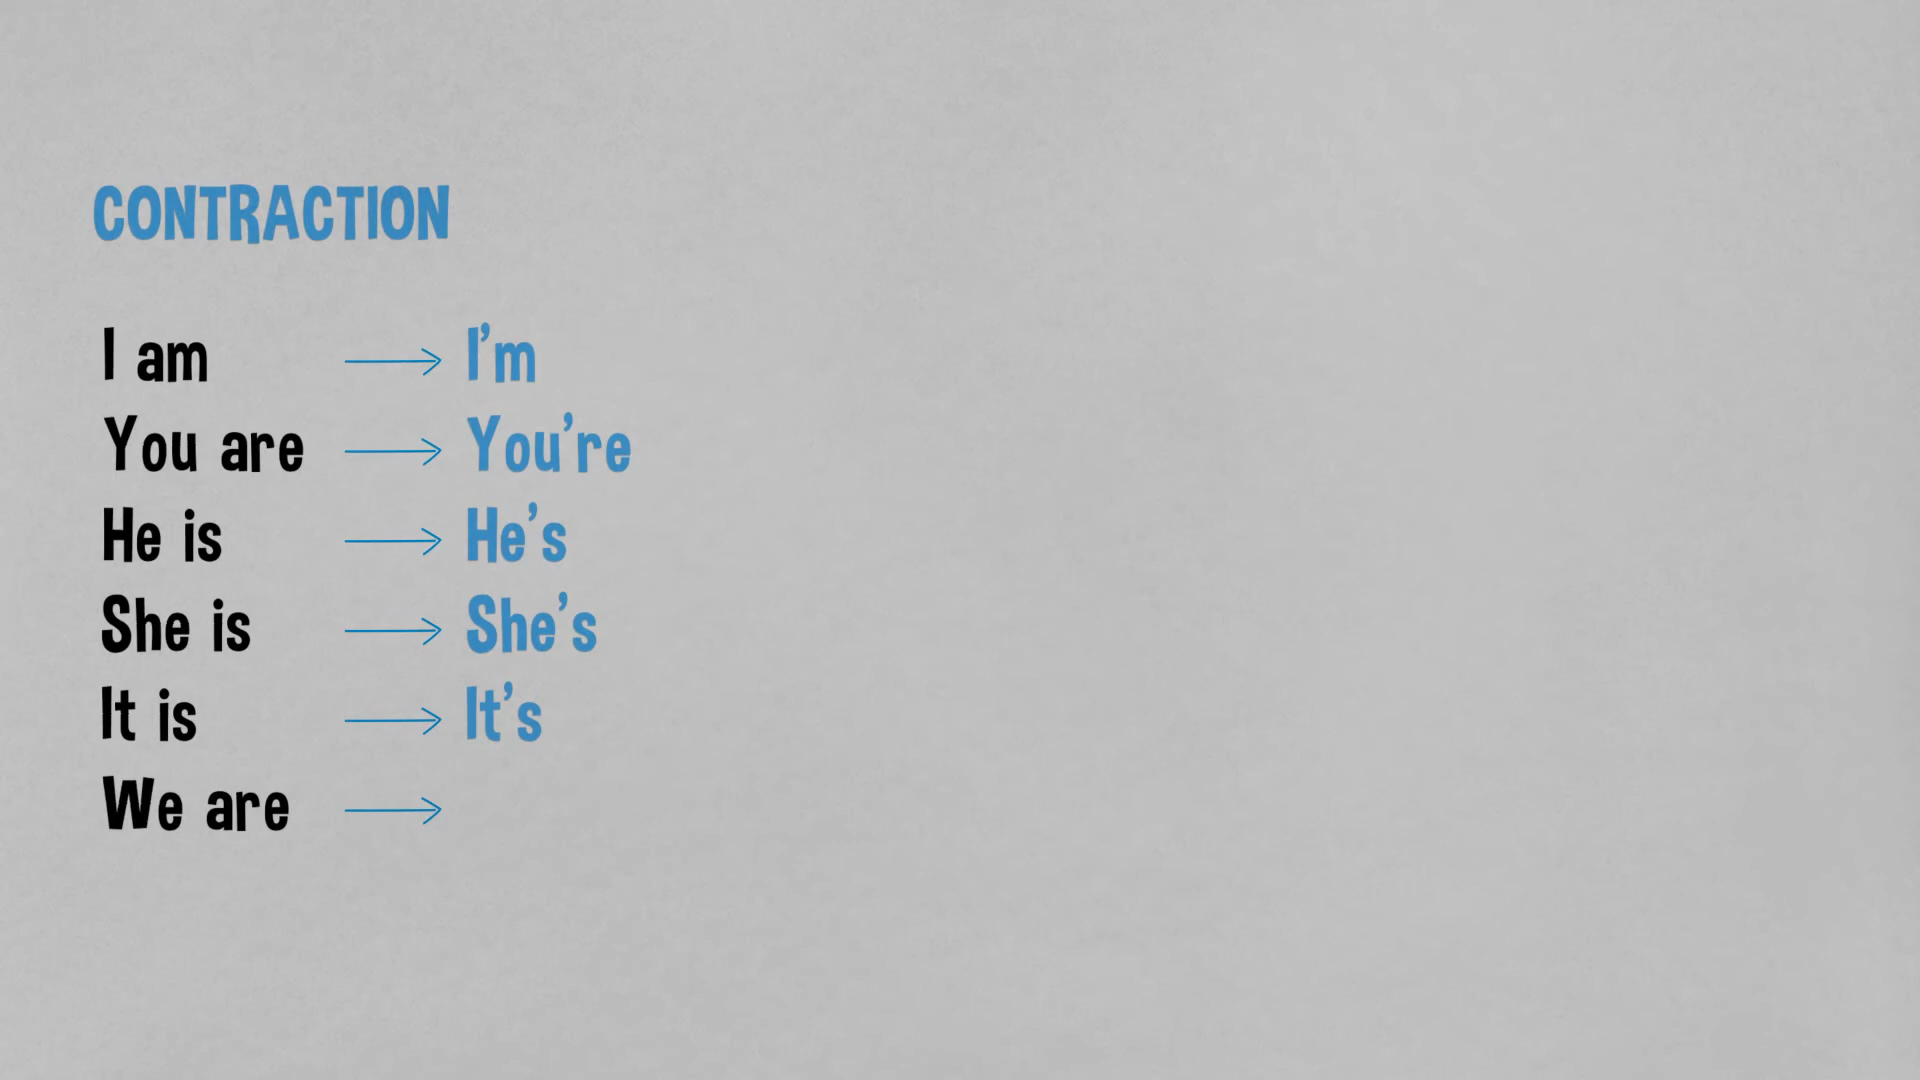 CONTRACTION
I am → I’m
You are → You’re
He is → He’s
She is → She’s
It is → It’s
We are →